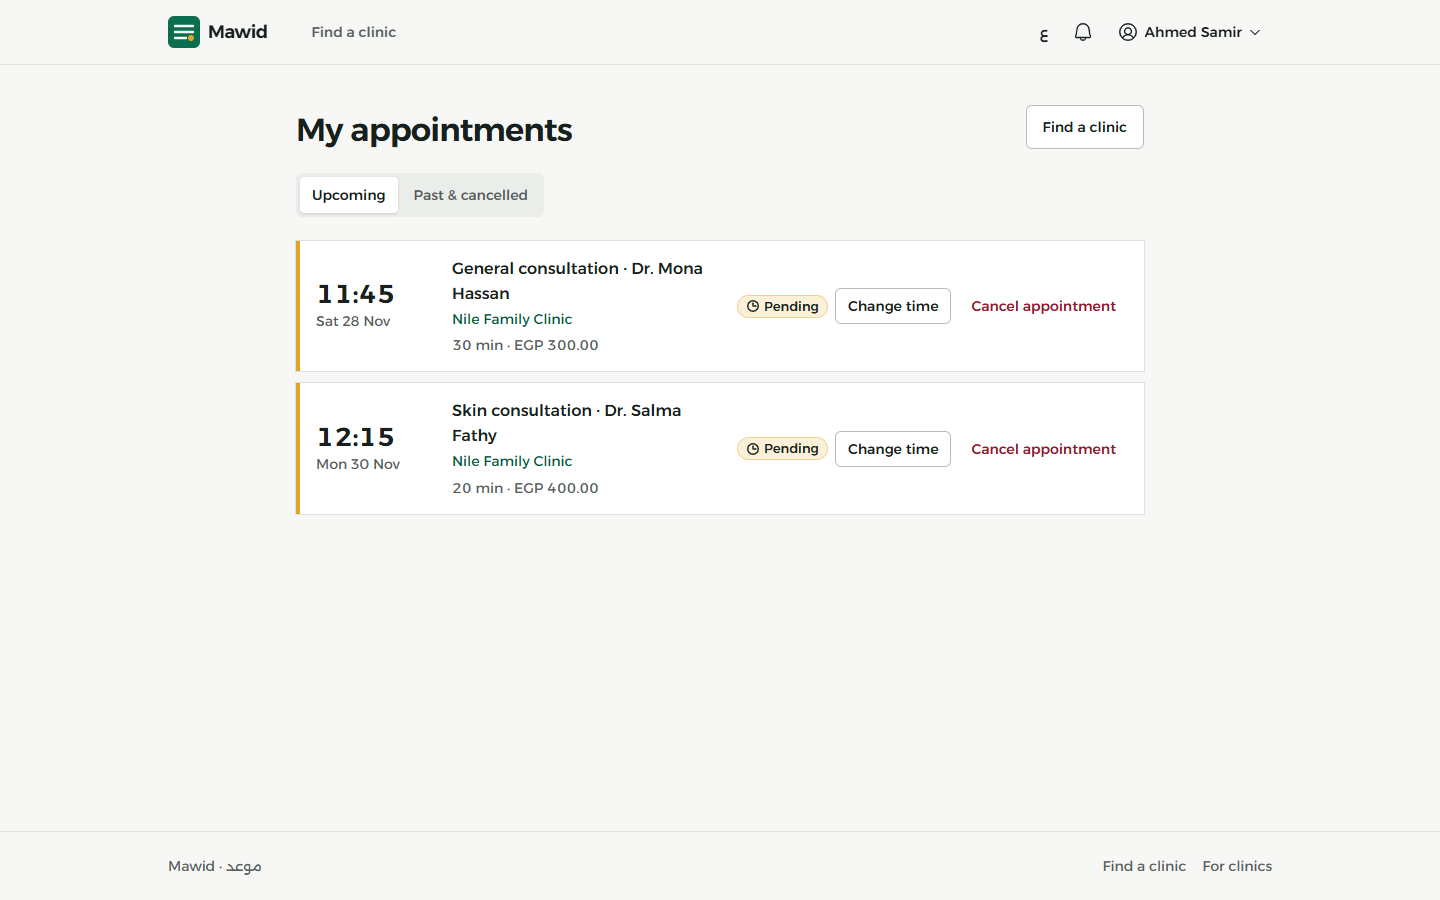 Mawid
Find a clinic
ع
Ahmed Samir
My appointments
Find a clinic
Upcoming
Past & cancelled
11:45
Sat 28 Nov
General consultation · Dr. Mona
Hassan
Nile Family Clinic
30 min · EGP 300.00
Pending
Change time
Cancel appointment
12:15
Mon 30 Nov
Skin consultation · Dr. Salma
Fathy
Nile Family Clinic
20 min · EGP 400.00
Pending
Change time
Cancel appointment
Mawid · موعد
Find a clinic
For clinics